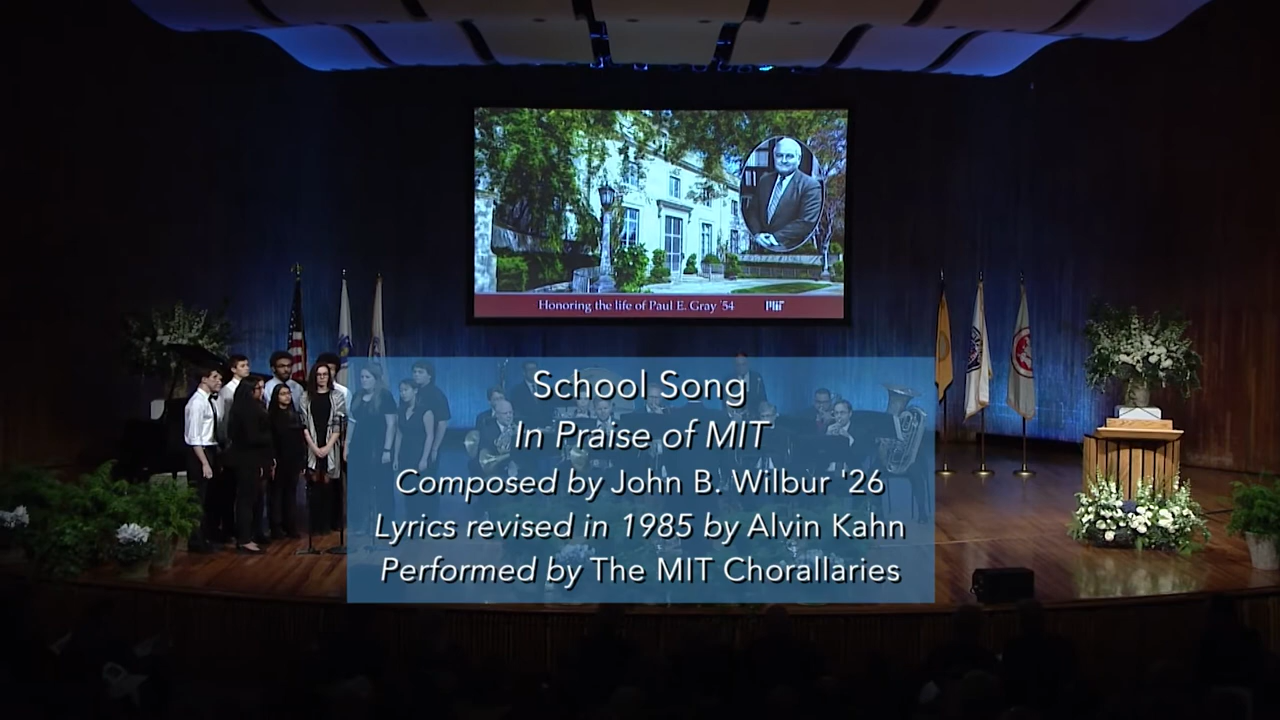 Honoring the life of Paul E. Gray '54 MIT
School Song
In Praise of MIT
Composed by John B. Wilbur '26
Lyrics revised in 1985 by Alvin Kahn
Performed by The MIT Chorallaries